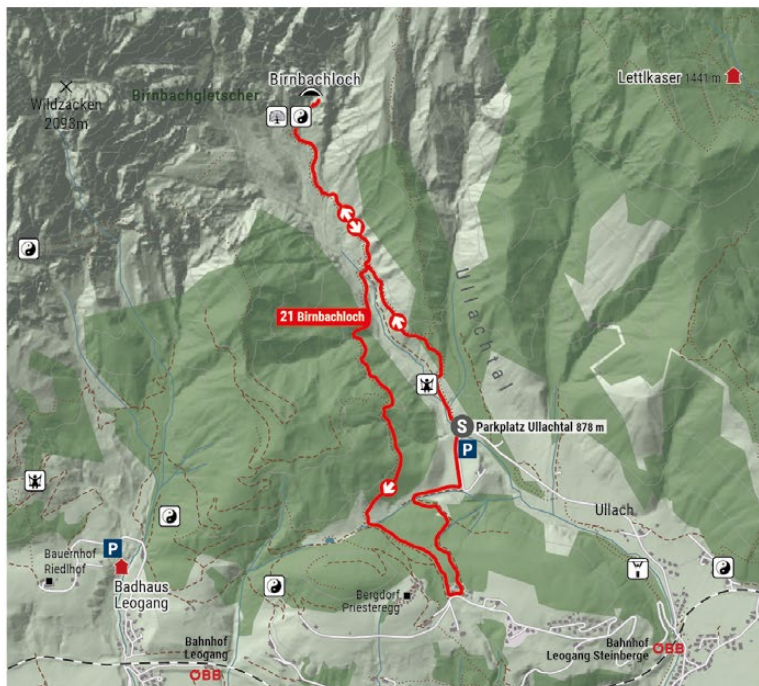 Birnbachloch
Lettlkaser 1441 m
Birnbachgletscher
Wildzacken
2093m
Ullachtal
21 Birnbachloch
S
Parkplatz Ullachtal 878 m
P
Ullach
P
Bauernhof
Riedlhof
Badhaus
Leogang
Bergdorf
Priesteregg
Bahnhof
Leogang
ÖBB
Bahnhof
Leogang Steinberge
ÖBB